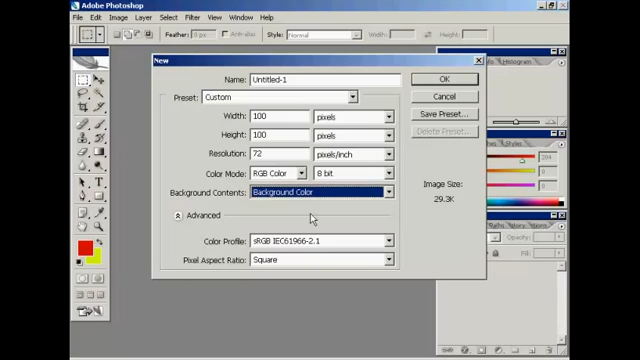 Adobe Photoshop
File Edit Image Layer Select Filter View Window Help
Feather: 0 px Anti-alias Style: Normal Width: Height:
Histogram
New
Name: Untitled-1 OK
Preset: Custom Cancel
Width: 100 pixels Save Preset...
Height: 100 pixels Delete Preset...
Resolution: 72 pixels/inch
Color Mode: RGB Color 8 bit
Background Contents: Background Color
Image Size:
29.3K
Advanced
Color Profile: sRGB IEC61966-2.1
Pixel Aspect Ratio: Square
204
Opacity: